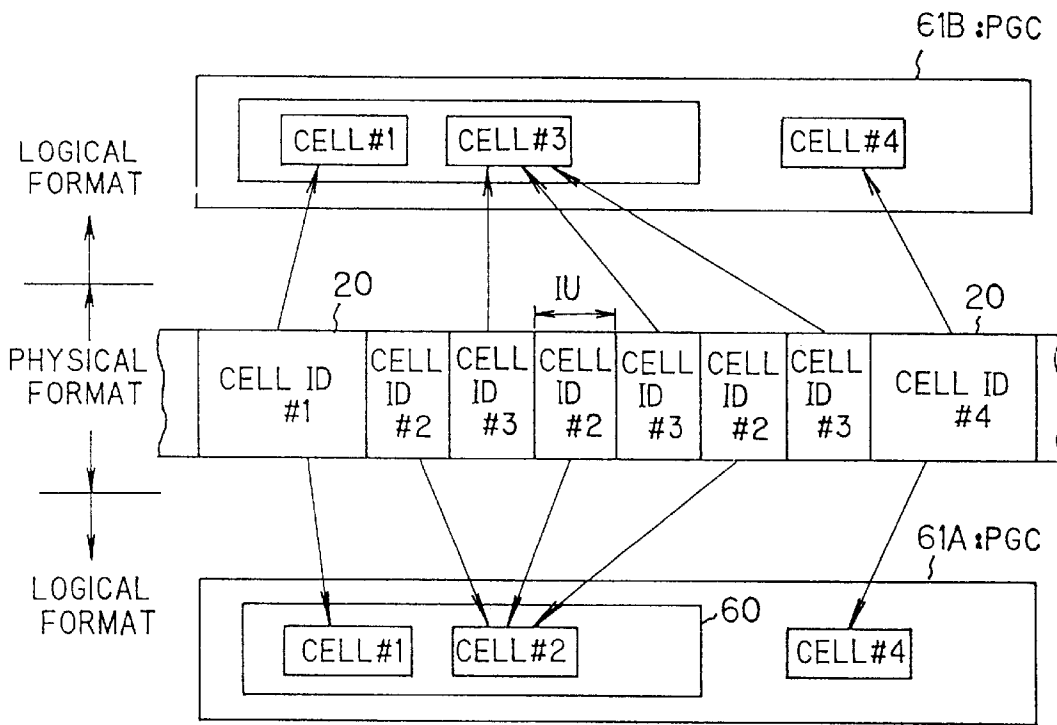 61B:PGC
CELL#1 CELL#3 CELL#4
LOGICAL
FORMAT
20 IU 20
PHYSICAL
FORMAT
CELL ID
#1
CELL
ID
#2
CELL
ID
#3
CELL
ID
#2
CELL
ID
#3
CELL
ID
#2
CELL
ID
#3
CELL ID
#4
61A:PGC
LOGICAL
FORMAT
60
CELL#1 CELL#2 CELL#4